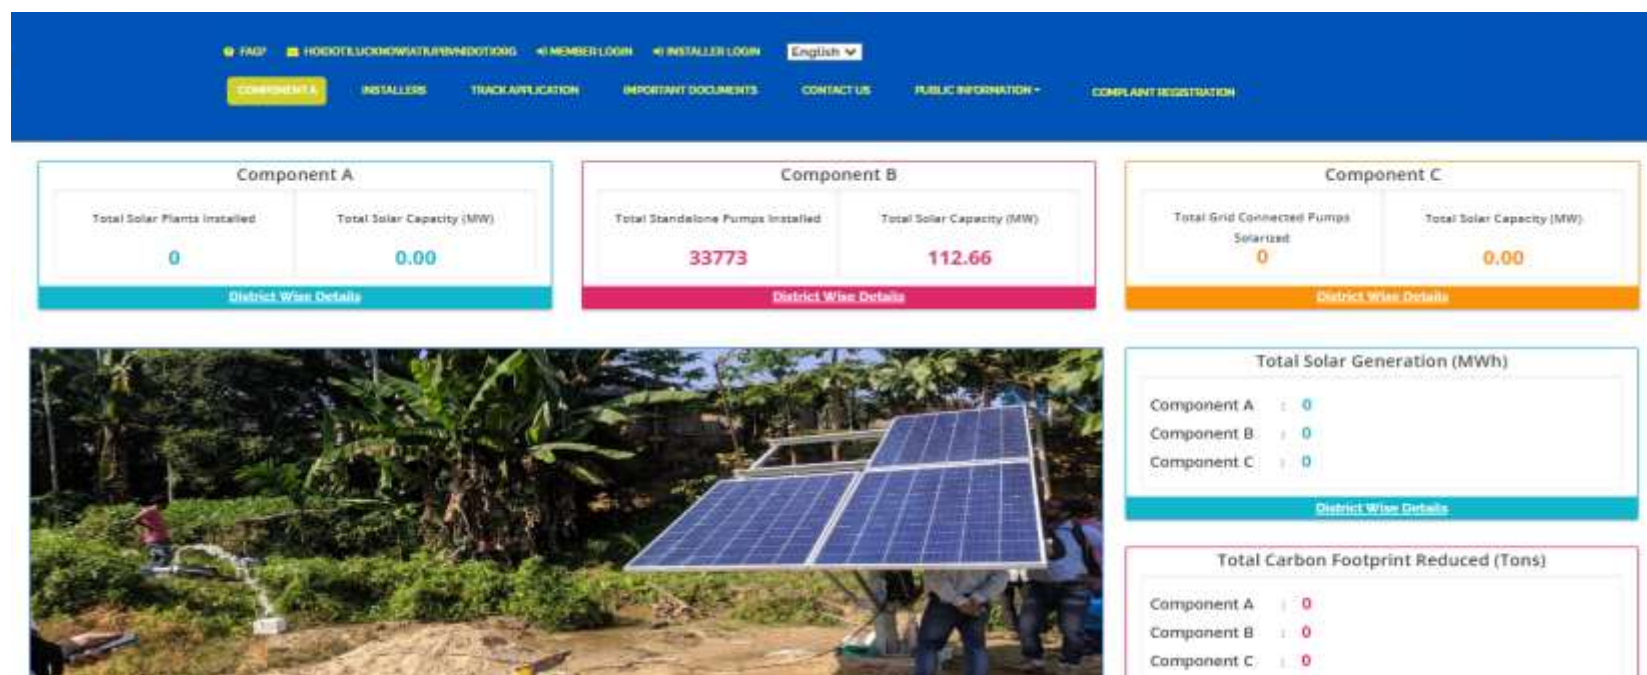 FAQ? MEMBER LOGIN INSTALLER LOGIN English
COMPONENT A INSTALLERS TRACK APPLICATION IMPORTANT DOCUMENTS CONTACT US PUBLIC INFORMATION COMPLAINT REGISTRATION
Component A
Total Solar Plants Installed
0
Total Solar Capacity (MW)
0.00
District Wise Details
Component B
Total Standalone Pumps Installed
33773
Total Solar Capacity (MW)
112.66
District Wise Details
Component C
Total Grid Connected Pumps
Solarized
0
Total Solar Capacity (MW)
0.00
District Wise Details
Total Solar Generation (MWh)
Component A : 0
Component B : 0
Component C : 0
District Wise Details
Total Carbon Footprint Reduced (Tons)
Component A : 0
Component B : 0
Component C : 0